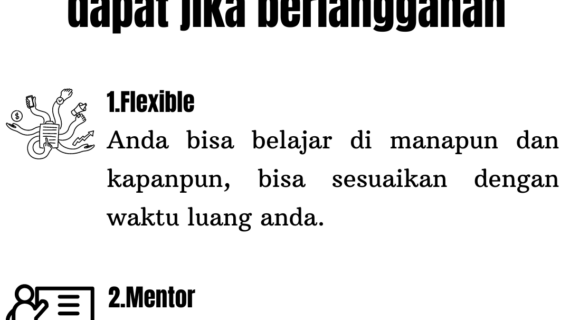 dapat jika berlangganan
1.Flexible
Anda bisa belajar di manapun dan
kapanpun, bisa sesuaikan dengan
waktu luang anda.
2.Mentor